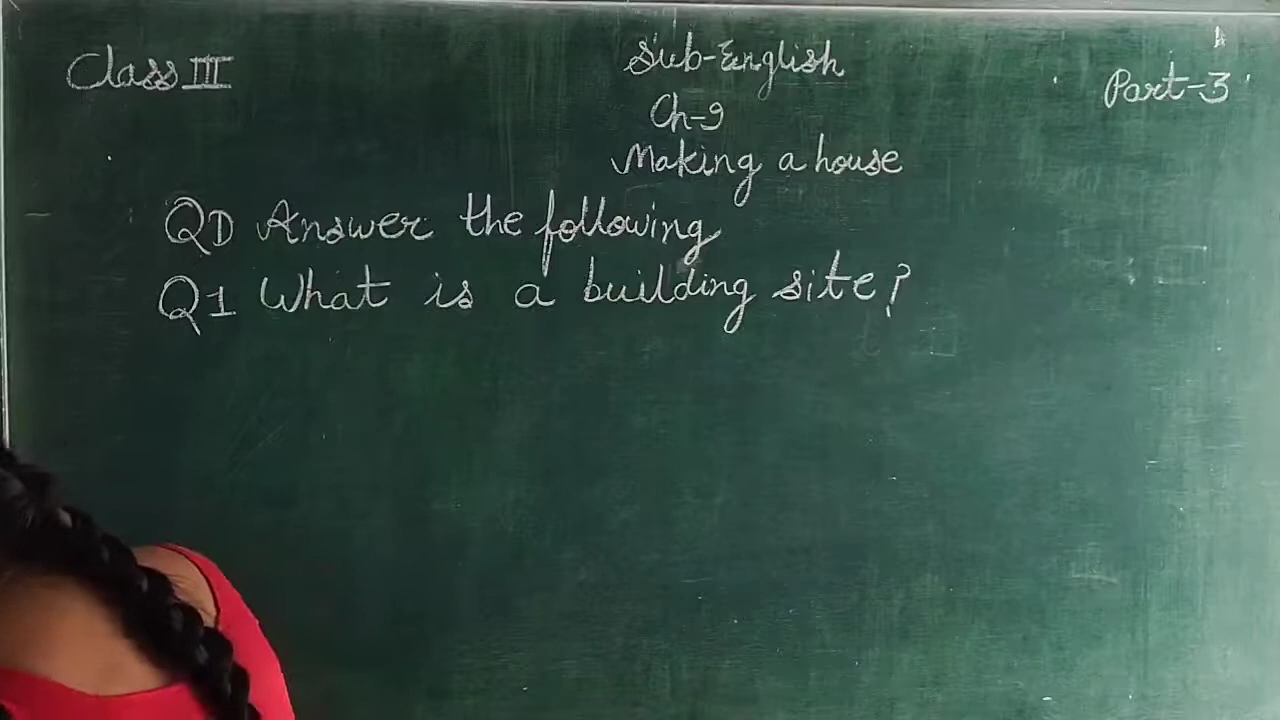 Class III
Sub-English
Part-3
Ch-9
Making a house
QD Answer the following
Q1 What is a building site?